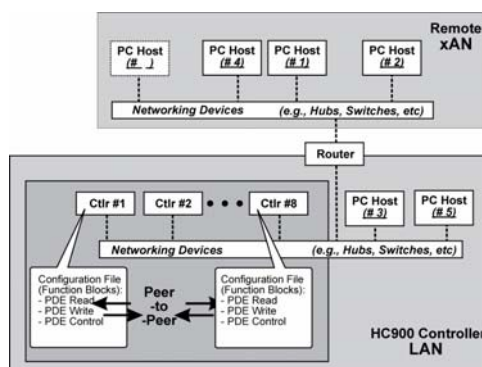 Remote
xAN
PC Host
(#   )
PC Host
(# 4)
PC Host
(# 1)
PC Host
(# 2)
Networking Devices (e.g., Hubs, Switches, etc)
Router
Ctlr #1
Ctlr #2
• • •
Ctlr #8
PC Host
(# 3)
PC Host
(# 5)
Networking Devices (e.g., Hubs, Switches, etc)
Configuration File
(Function Blocks):
- PDE Read
- PDE Write
- PDE Control
Peer
-to
-Peer
Configuration File
(Function Blocks):
- PDE Read
- PDE Write
- PDE Control
HC900 Controller
LAN